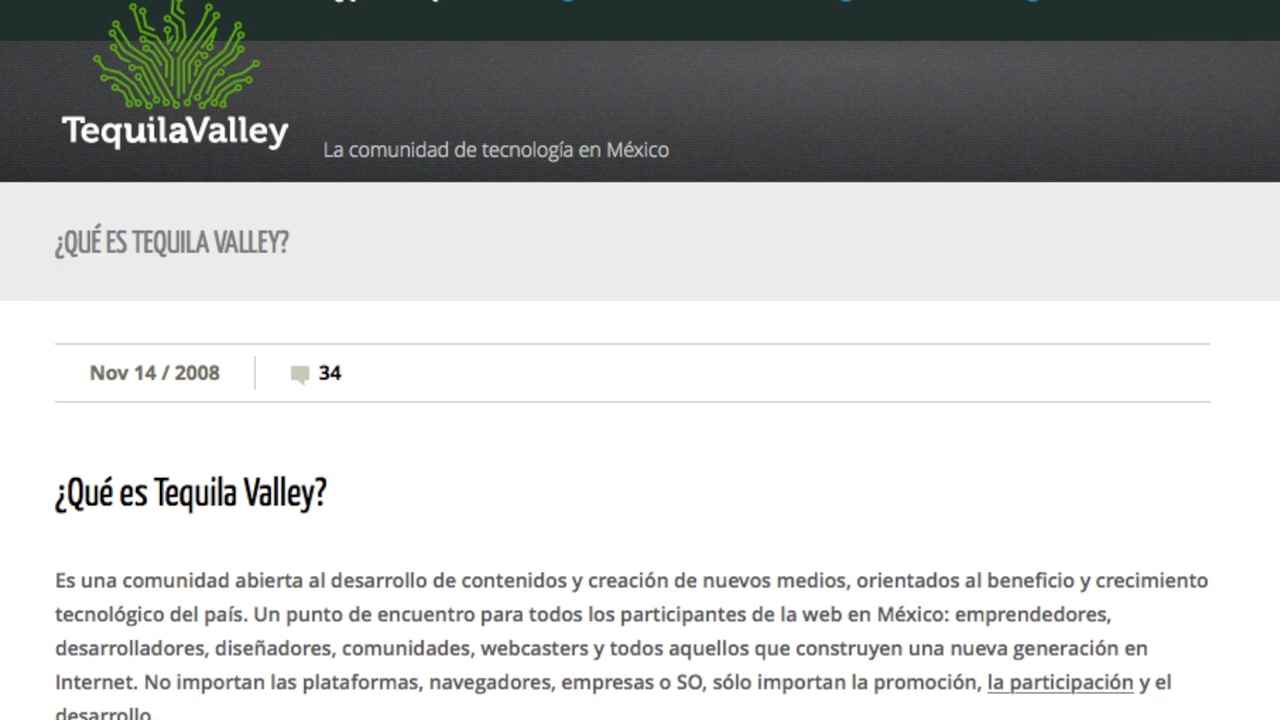 TequilaValley
La comunidad de tecnología en México
¿QUÉ ES TEQUILA VALLEY?
Nov 14 / 2008
34
¿Qué es Tequila Valley?
Es una comunidad abierta al desarrollo de contenidos y creación de nuevos medios, orientados al beneficio y crecimiento
tecnológico del país. Un punto de encuentro para todos los participantes de la web en México: emprendedores,
desarrolladores, diseñadores, comunidades, webcasters y todos aquellos que construyen una nueva generación en
Internet. No importan las plataformas, navegadores, empresas o SO, sólo importan la promoción, la participación y el
desarrollo.